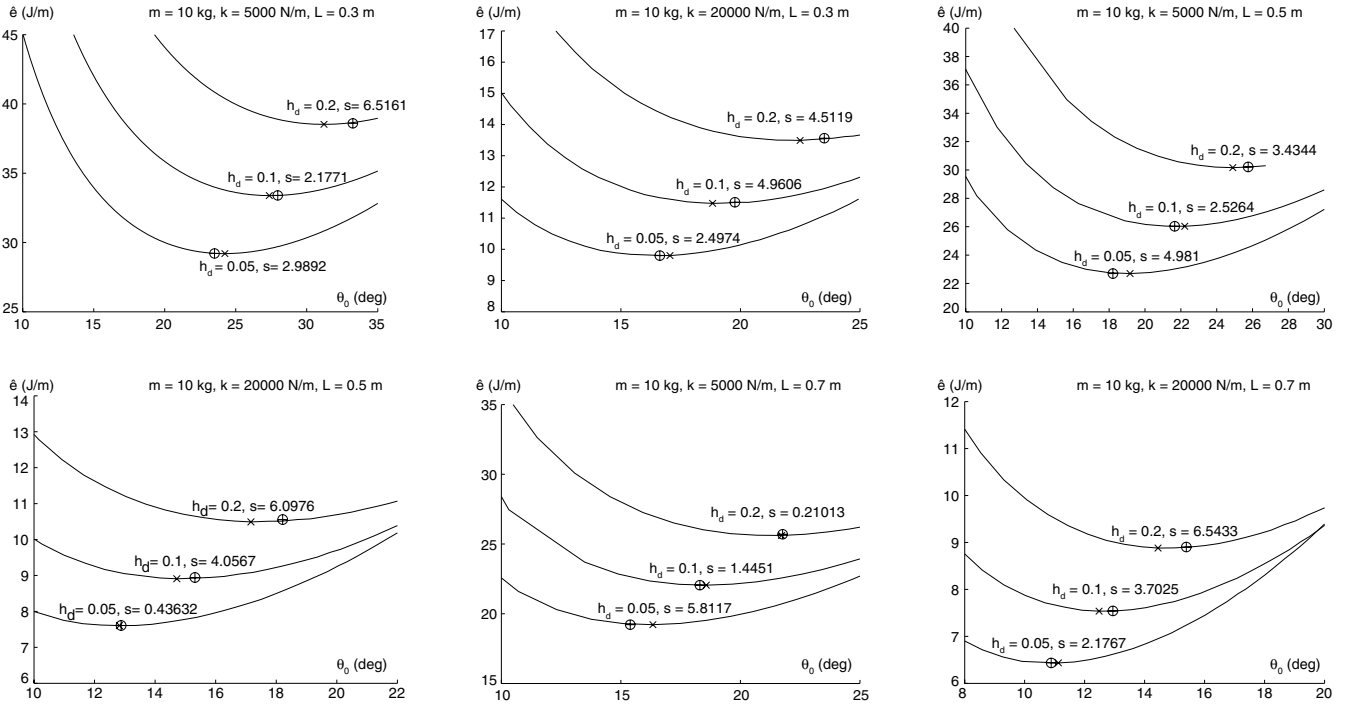 ê (J/m)
m = 10 kg, k = 5000 N/m, L = 0.3 m
45
40
35
30
25
h_d = 0.2, s= 6.5161
h_d = 0.1, s= 2.1771
h_d = 0.05, s= 2.9892
θ_0 (deg)
10 15 20 25 30 35
ê (J/m)
m = 10 kg, k = 20000 N/m, L = 0.3 m
17
16
15
14
13
12
11
10
9
8
h_d = 0.2, s = 4.5119
h_d = 0.1, s = 4.9606
h_d = 0.05, s = 2.4974
θ_0 (deg)
10 15 20 25
ê (J/m)
m = 10 kg, k = 5000 N/m, L = 0.5 m
40
38
36
34
32
30
28
26
24
22
20
h_d = 0.2, s = 3.4344
h_d = 0.1, s = 2.5264
h_d = 0.05, s = 4.981
θ_0 (deg)
10 12 14 16 18 20 22 24 26 28 30
ê (J/m)
m = 10 kg, k = 20000 N/m, L = 0.5 m
14
13
12
11
10
9
8
7
6
h_d = 0.2, s= 6.0976
h_d= 0.1, s= 4.0567
h_d = 0.05, s= 0.43632
θ_0 (deg)
10 12 14 16 18 20 22
ê (J/m)
m = 10 kg, k = 5000 N/m, L = 0.7 m
35
30
25
20
15
h_d = 0.2, s = 0.21013
h_d = 0.1, s = 1.4451
h_d = 0.05, s = 5.8117
θ_0 (deg)
10 15 20 25
ê (J/m)
m = 10 kg, k = 20000 N/m, L = 0.7 m
12
11
10
9
8
7
6
h_d = 0.2, s = 6.5433
h_d = 0.1, s = 3.7025
h_d = 0.05, s = 2.1767
θ_0 (deg)
8 10 12 14 16 18 20